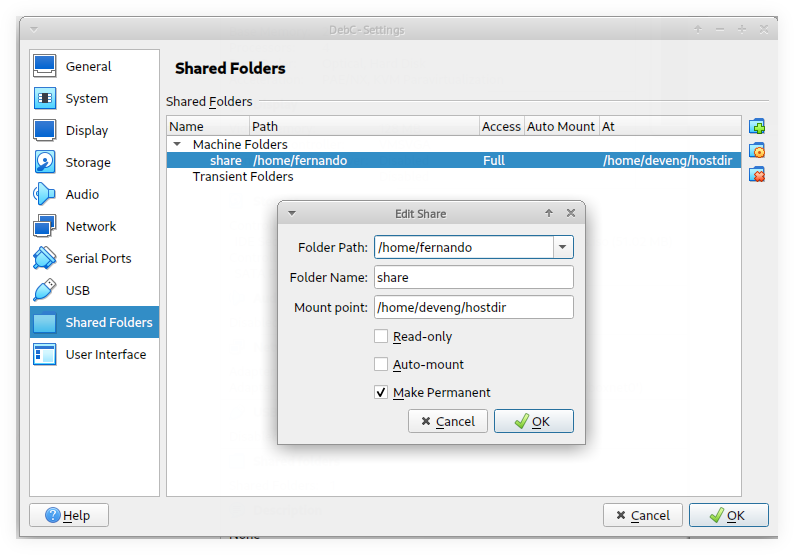 DebC - Settings
General
System
Display
Storage
Audio
Network
Serial Ports
USB
Shared Folders
User Interface
Shared Folders
Shared Folders
Name Path Access Auto Mount At
Machine Folders
share /home/fernando Full /home/deveng/hostdir
Transient Folders
Edit Share
Folder Path: /home/fernando
Folder Name: share
Mount point: /home/deveng/hostdir
Read-only
Auto-mount
Make Permanent
Cancel OK
Help Cancel OK